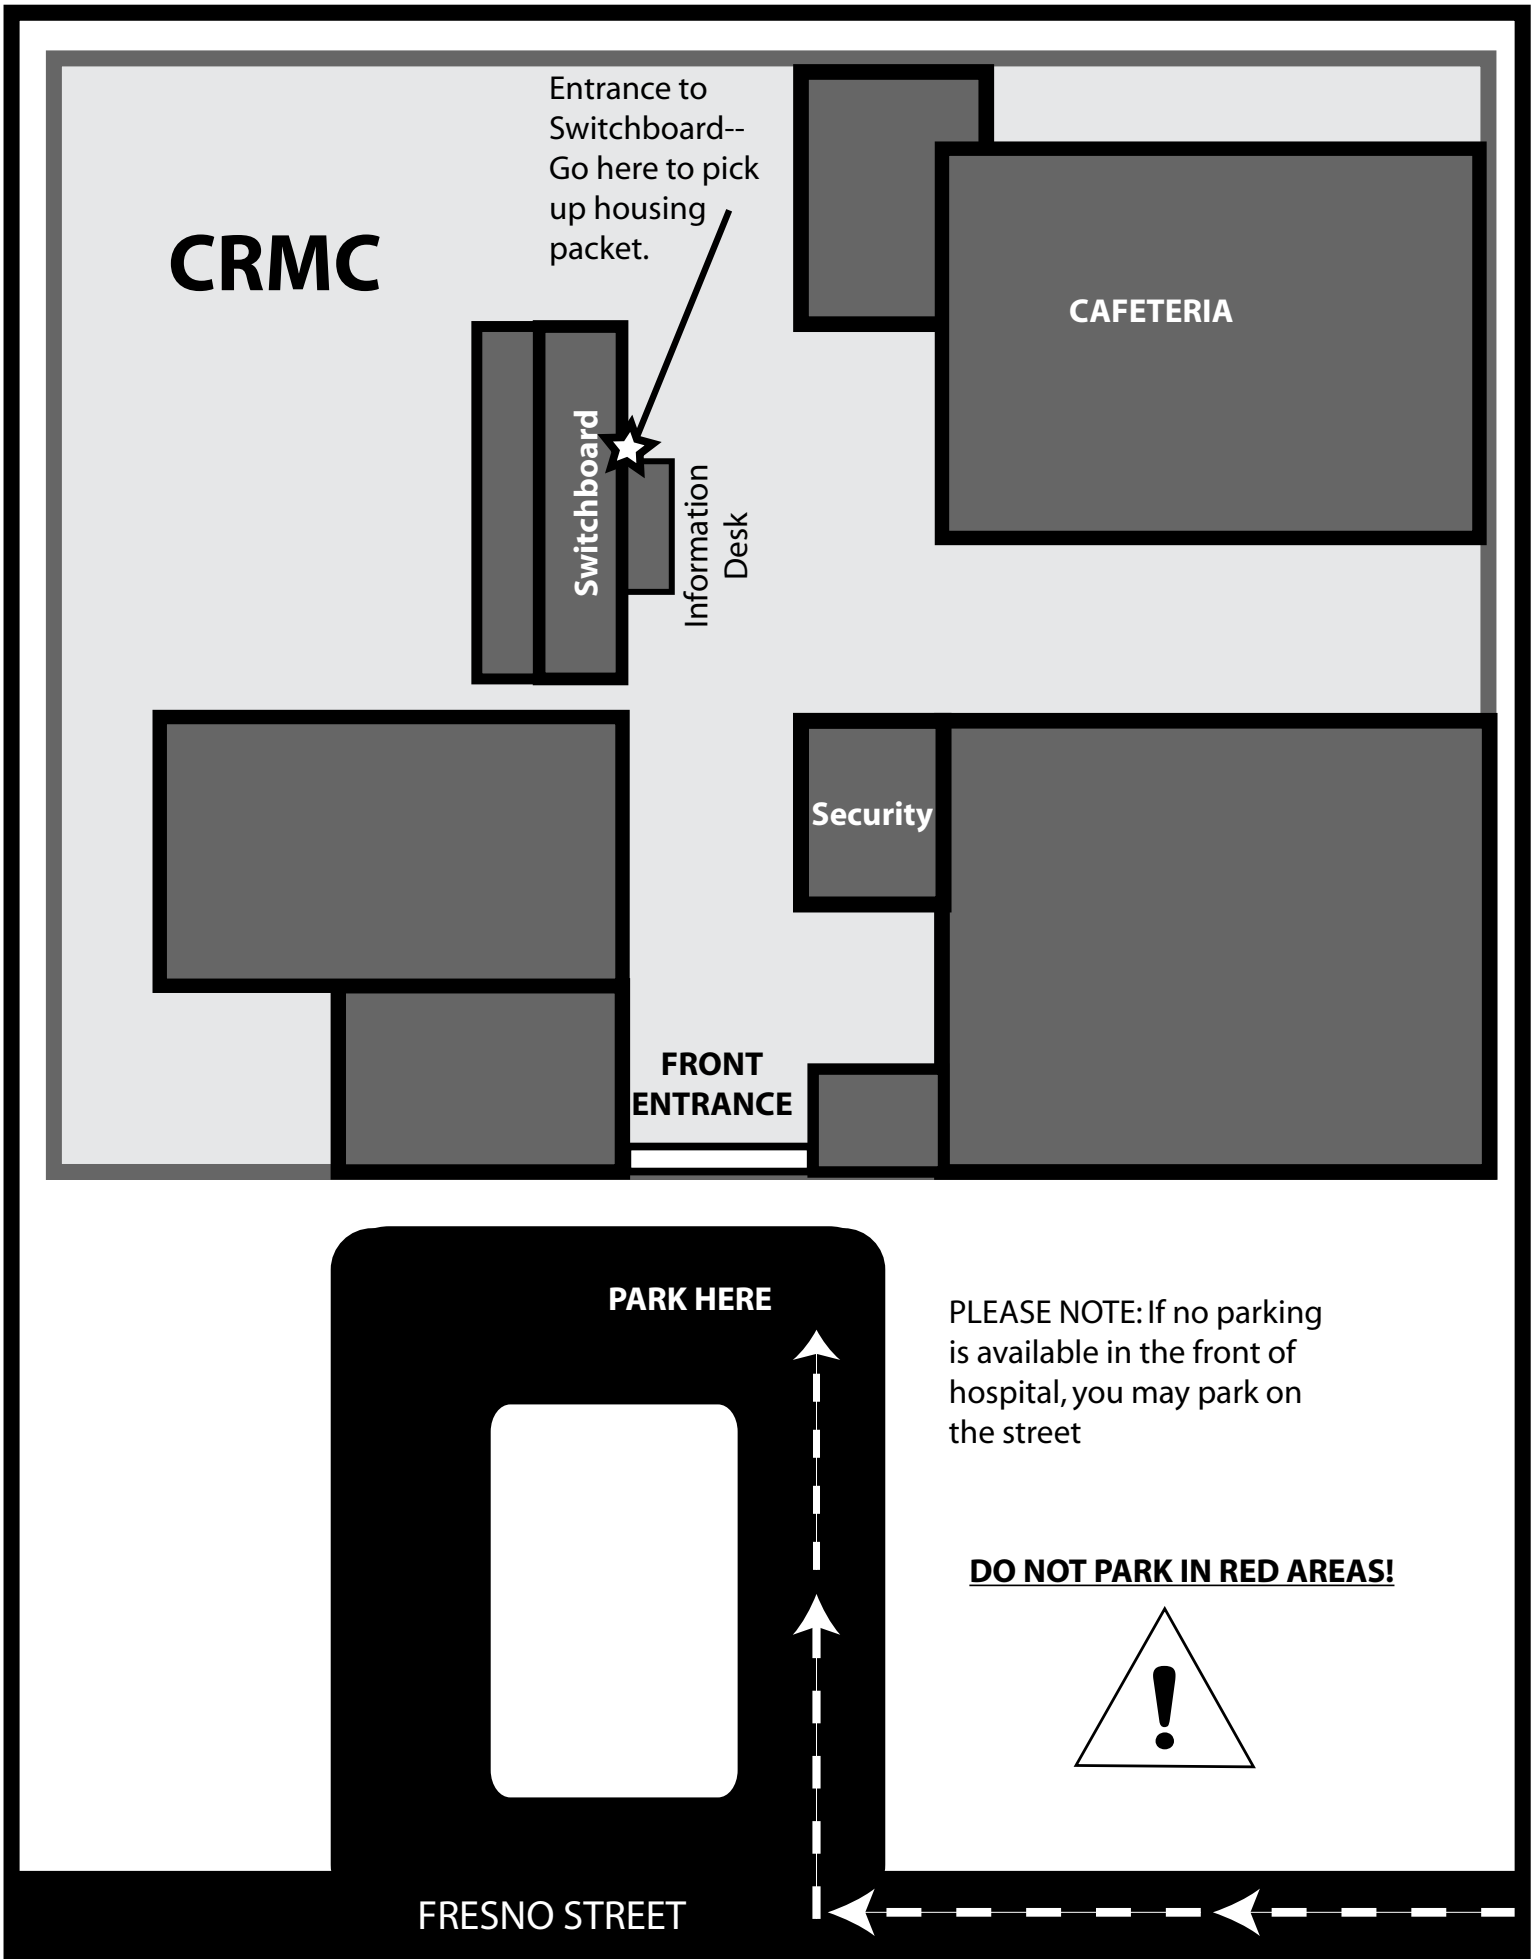 Entrance to
Switchboard--
Go here to pick
up housing
packet.
CRMC
CAFETERIA
Switchboard
Information
Desk
Security
FRONT
ENTRANCE
PARK HERE
PLEASE NOTE: If no parking
is available in the front of
hospital, you may park on
the street
DO NOT PARK IN RED AREAS!
!
FRESNO STREET